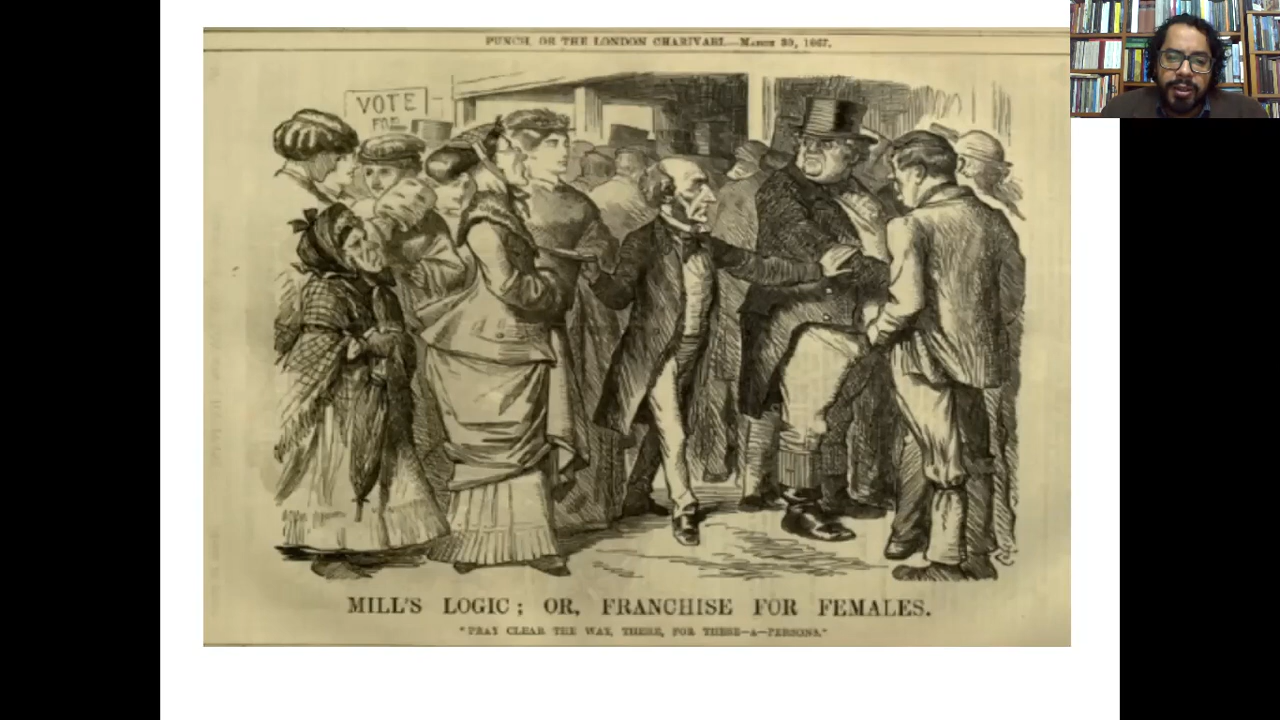 PUNCH, OR THE LONDON CHARIVARI.—MARCH 30, 1867.
VOTE
FOR
MILL'S LOGIC; OR, FRANCHISE FOR FEMALES.
"PRAY CLEAR THE WAY, THERE, FOR THESE—A—PERSONS."